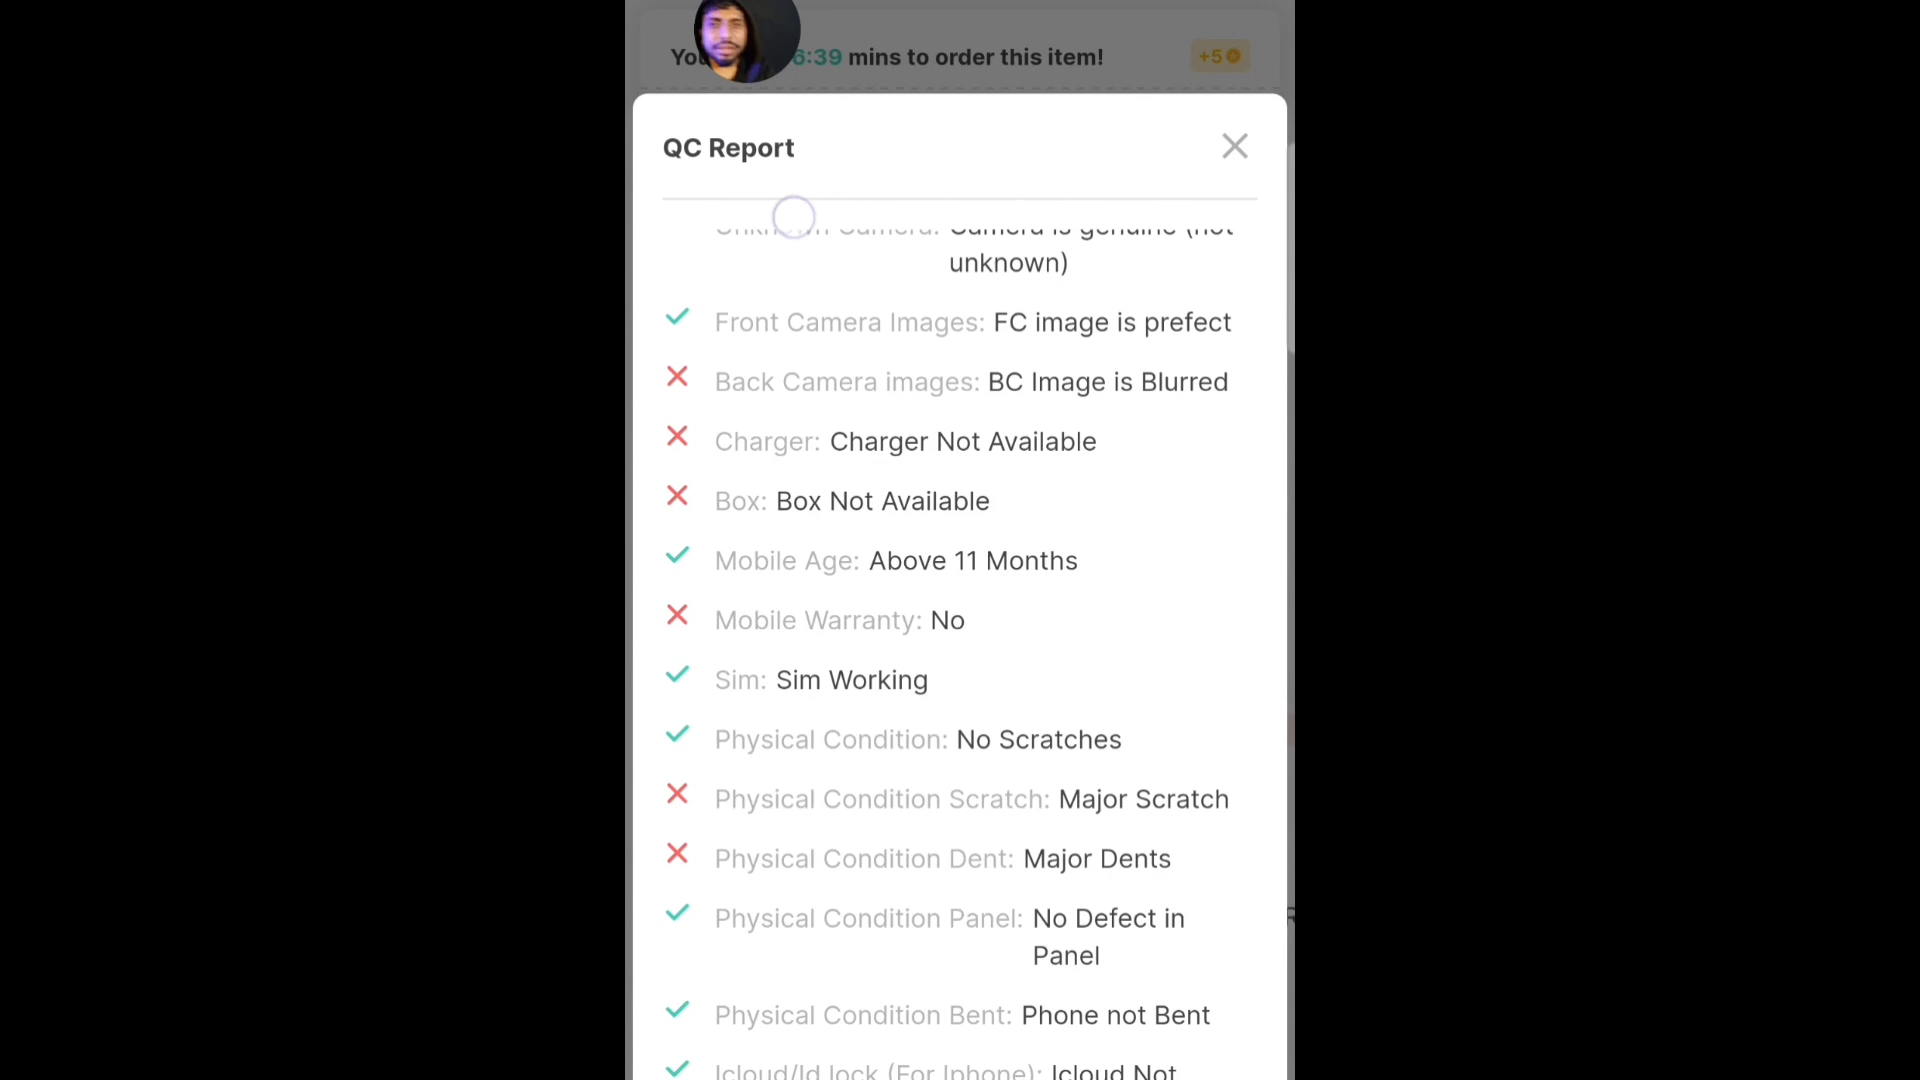 You
6:39 mins to order this item!
+5
QC Report
Unknown Camera: Camera is genuine (not
unknown)
Front Camera Images: FC image is prefect
Back Camera images: BC Image is Blurred
Charger: Charger Not Available
Box: Box Not Available
Mobile Age: Above 11 Months
Mobile Warranty: No
Sim: Sim Working
Physical Condition: No Scratches
Physical Condition Scratch: Major Scratch
Physical Condition Dent: Major Dents
Physical Condition Panel: No Defect in
Panel
Physical Condition Bent: Phone not Bent
Icloud/Id lock (For Iphone): Icloud Not